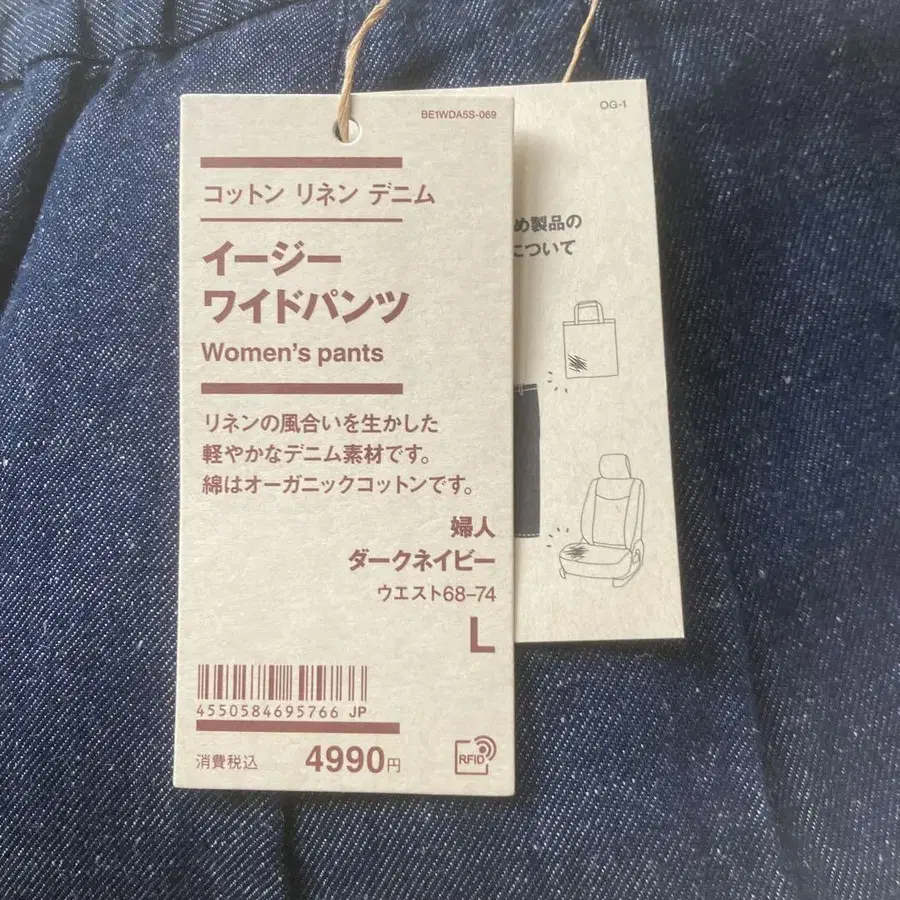 BE1WDA5S-069
コットン リネン デニム
イージー
ワイドパンツ
Women's pants
リネンの風合いを生かした
軽やかなデニム素材です。
綿はオーガニックコットンです。
婦人
ダークネイビー
ウエスト68–74
L
4550584695766 JP
消費税込 4990円
RFID
OG-1
め製品の
について